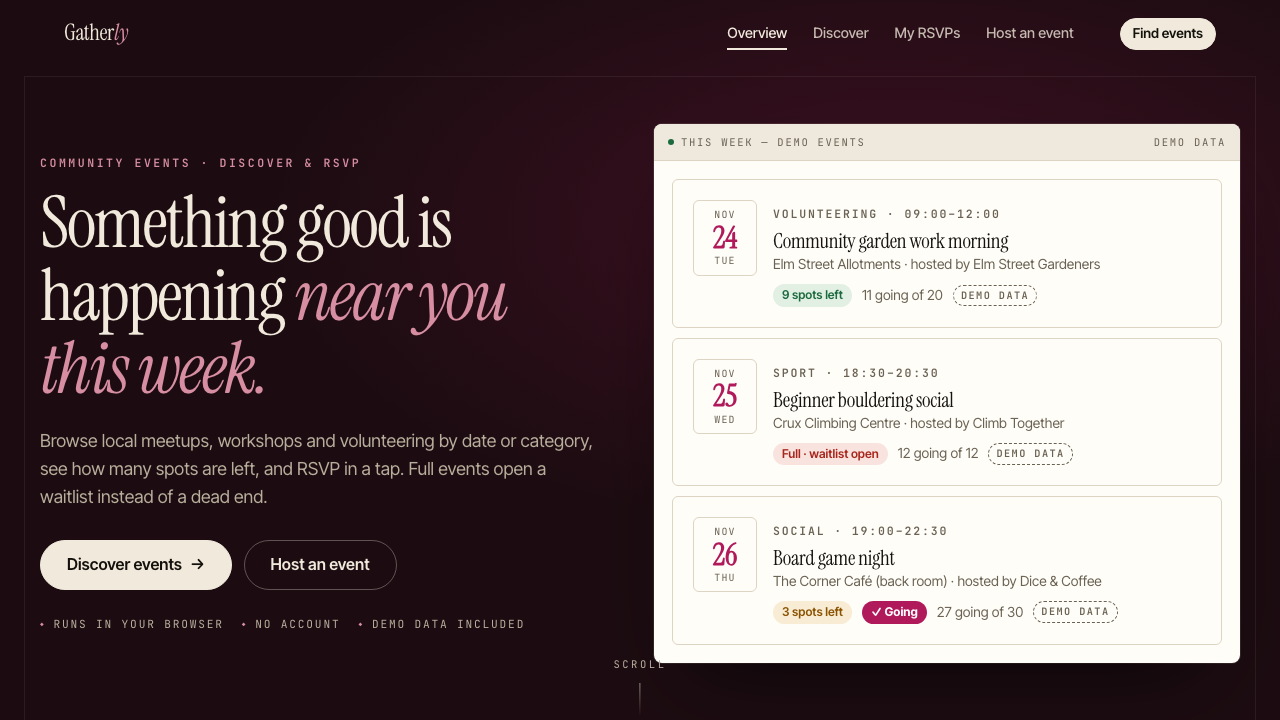 Gatherly
Overview
Discover
My RSVPs
Host an event
Find events
COMMUNITY EVENTS · DISCOVER & RSVP
Something good is
happening near you
this week.
Browse local meetups, workshops and volunteering by date or category,
see how many spots are left, and RSVP in a tap. Full events open a
waitlist instead of a dead end.
Discover events →
Host an event
RUNS IN YOUR BROWSER
NO ACCOUNT
DEMO DATA INCLUDED
SCROLL
THIS WEEK — DEMO EVENTS
DEMO DATA
NOV
24
TUE
VOLUNTEERING · 09:00–12:00
Community garden work morning
Elm Street Allotments · hosted by Elm Street Gardeners
9 spots left
11 going of 20
DEMO DATA
NOV
25
WED
SPORT · 18:30–20:30
Beginner bouldering social
Crux Climbing Centre · hosted by Climb Together
Full · waitlist open
12 going of 12
DEMO DATA
NOV
26
THU
SOCIAL · 19:00–22:30
Board game night
The Corner Café (back room) · hosted by Dice & Coffee
3 spots left
✓ Going
27 going of 30
DEMO DATA